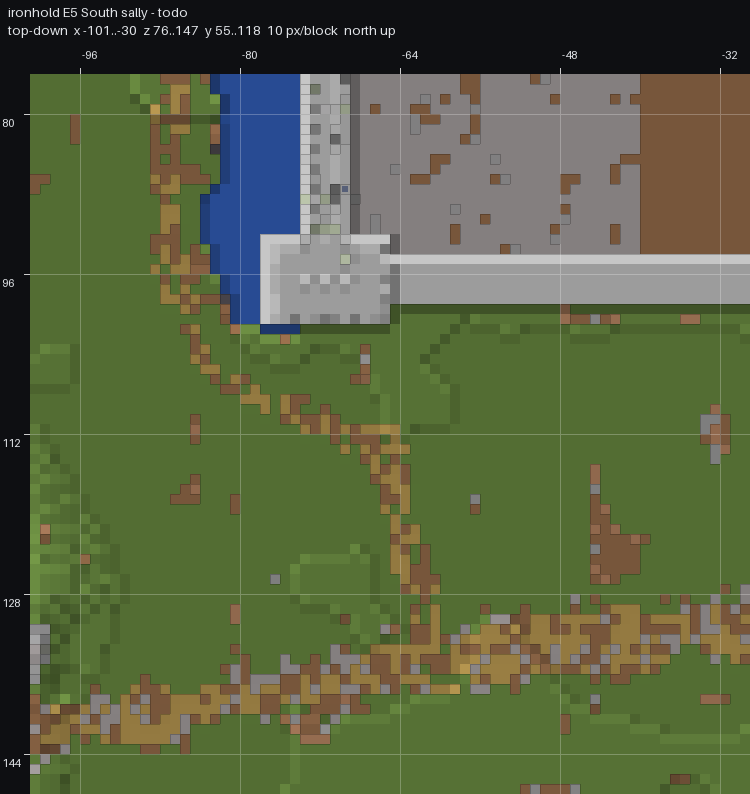 ironhold E5 South sally - todo
top-down  x -101..-30  z 76..147  y 55..118  10 px/block  north up
-96 -80 -64 -48 -32
80
96
112
128
144